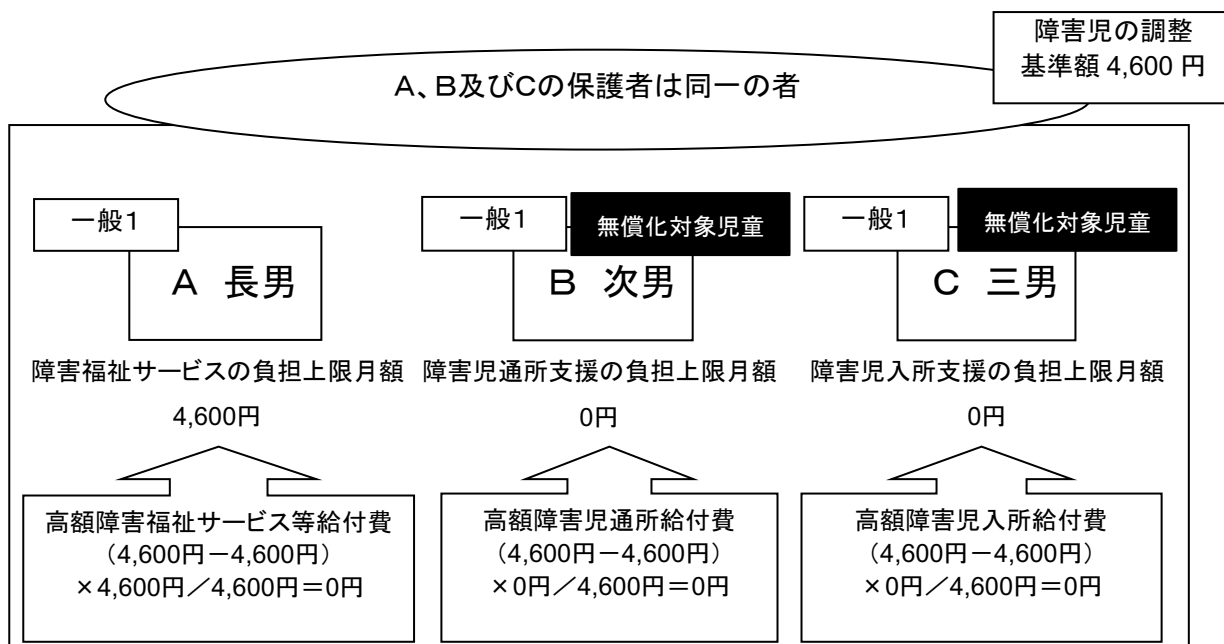 障害児の調整
基準額 4,600 円
A、B及びCの保護者は同一の者
一般1
A 長男
障害福祉サービスの負担上限月額
4,600円
高額障害福祉サービス等給付費
(4,600円-4,600円)
×4,600円/4,600円=0円
一般1
無償化対象児童
B 次男
障害児通所支援の負担上限月額
0円
高額障害児通所給付費
(4,600円-4,600円)
×0円/4,600円=0円
一般1
無償化対象児童
C 三男
障害児入所支援の負担上限月額
0円
高額障害児入所給付費
(4,600円-4,600円)
×0円/4,600円=0円